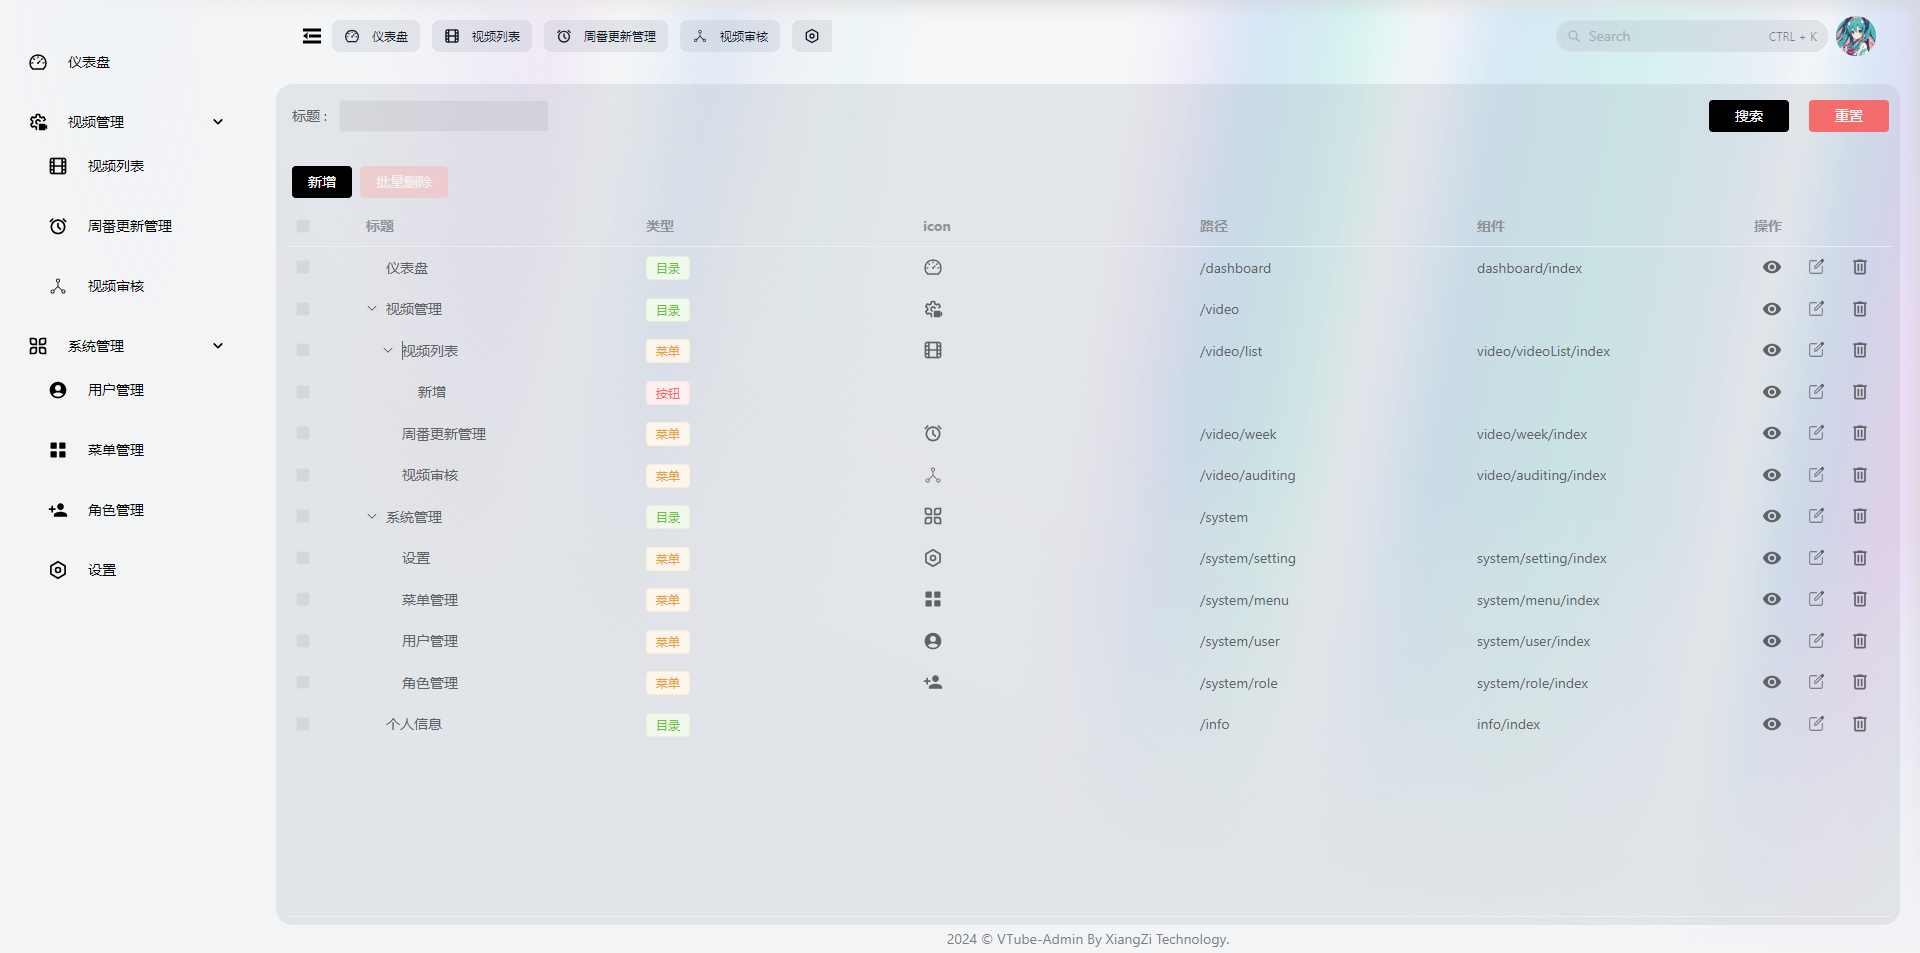 仪表盘
视频管理
视频列表
周番更新管理
视频审核
系统管理
用户管理
菜单管理
角色管理
设置
仪表盘 视频列表 周番更新管理 视频审核
Search CTRL + K
标题 :
搜索 重置
新增 批量删除
标题 类型 icon 路径 组件 操作
仪表盘 目录 /dashboard dashboard/index
视频管理 目录 /video
视频列表 菜单 /video/list video/videoList/index
新增 按钮
周番更新管理 菜单 /video/week video/week/index
视频审核 菜单 /video/auditing video/auditing/index
系统管理 目录 /system
设置 菜单 /system/setting system/setting/index
菜单管理 菜单 /system/menu system/menu/index
用户管理 菜单 /system/user system/user/index
角色管理 菜单 /system/role system/role/index
个人信息 目录 /info info/index
2024 © VTube-Admin By XiangZi Technology.